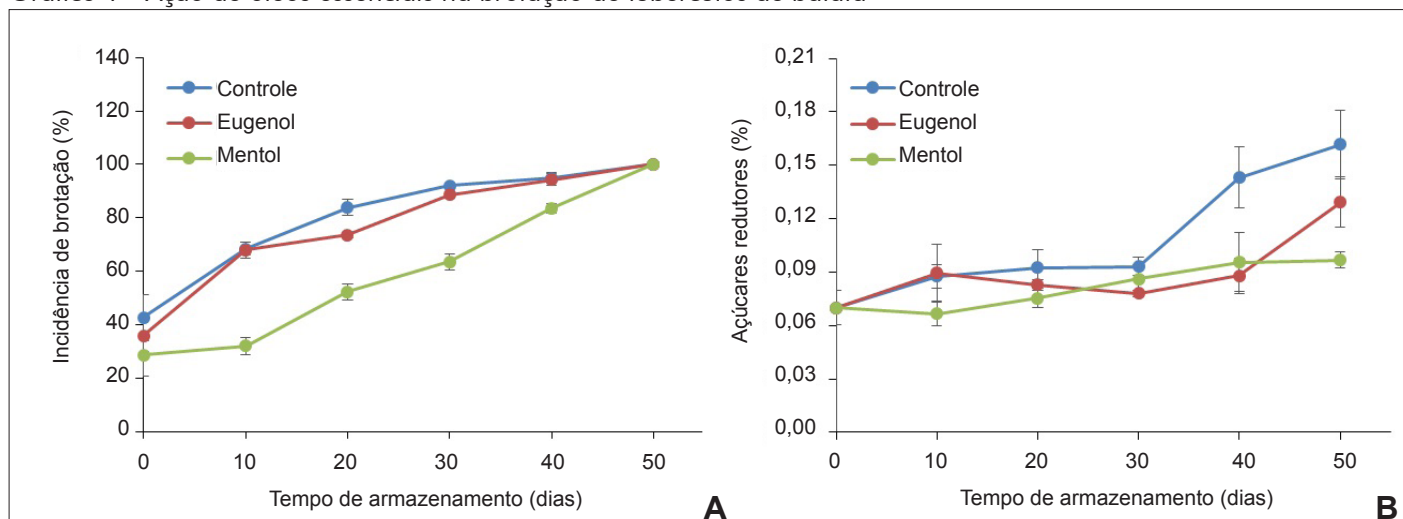 140
120
100
80
60
40
20
0
Incidência de brotação (%)
Controle
Eugenol
Mentol
0 10 20 30 40 50
Tempo de armazenamento (dias)
A
0,21
0,18
0,15
0,12
0,09
0,06
0,03
0,00
Açúcares redutores (%)
Controle
Eugenol
Mentol
0 10 20 30 40 50
Tempo de armazenamento (dias)
B